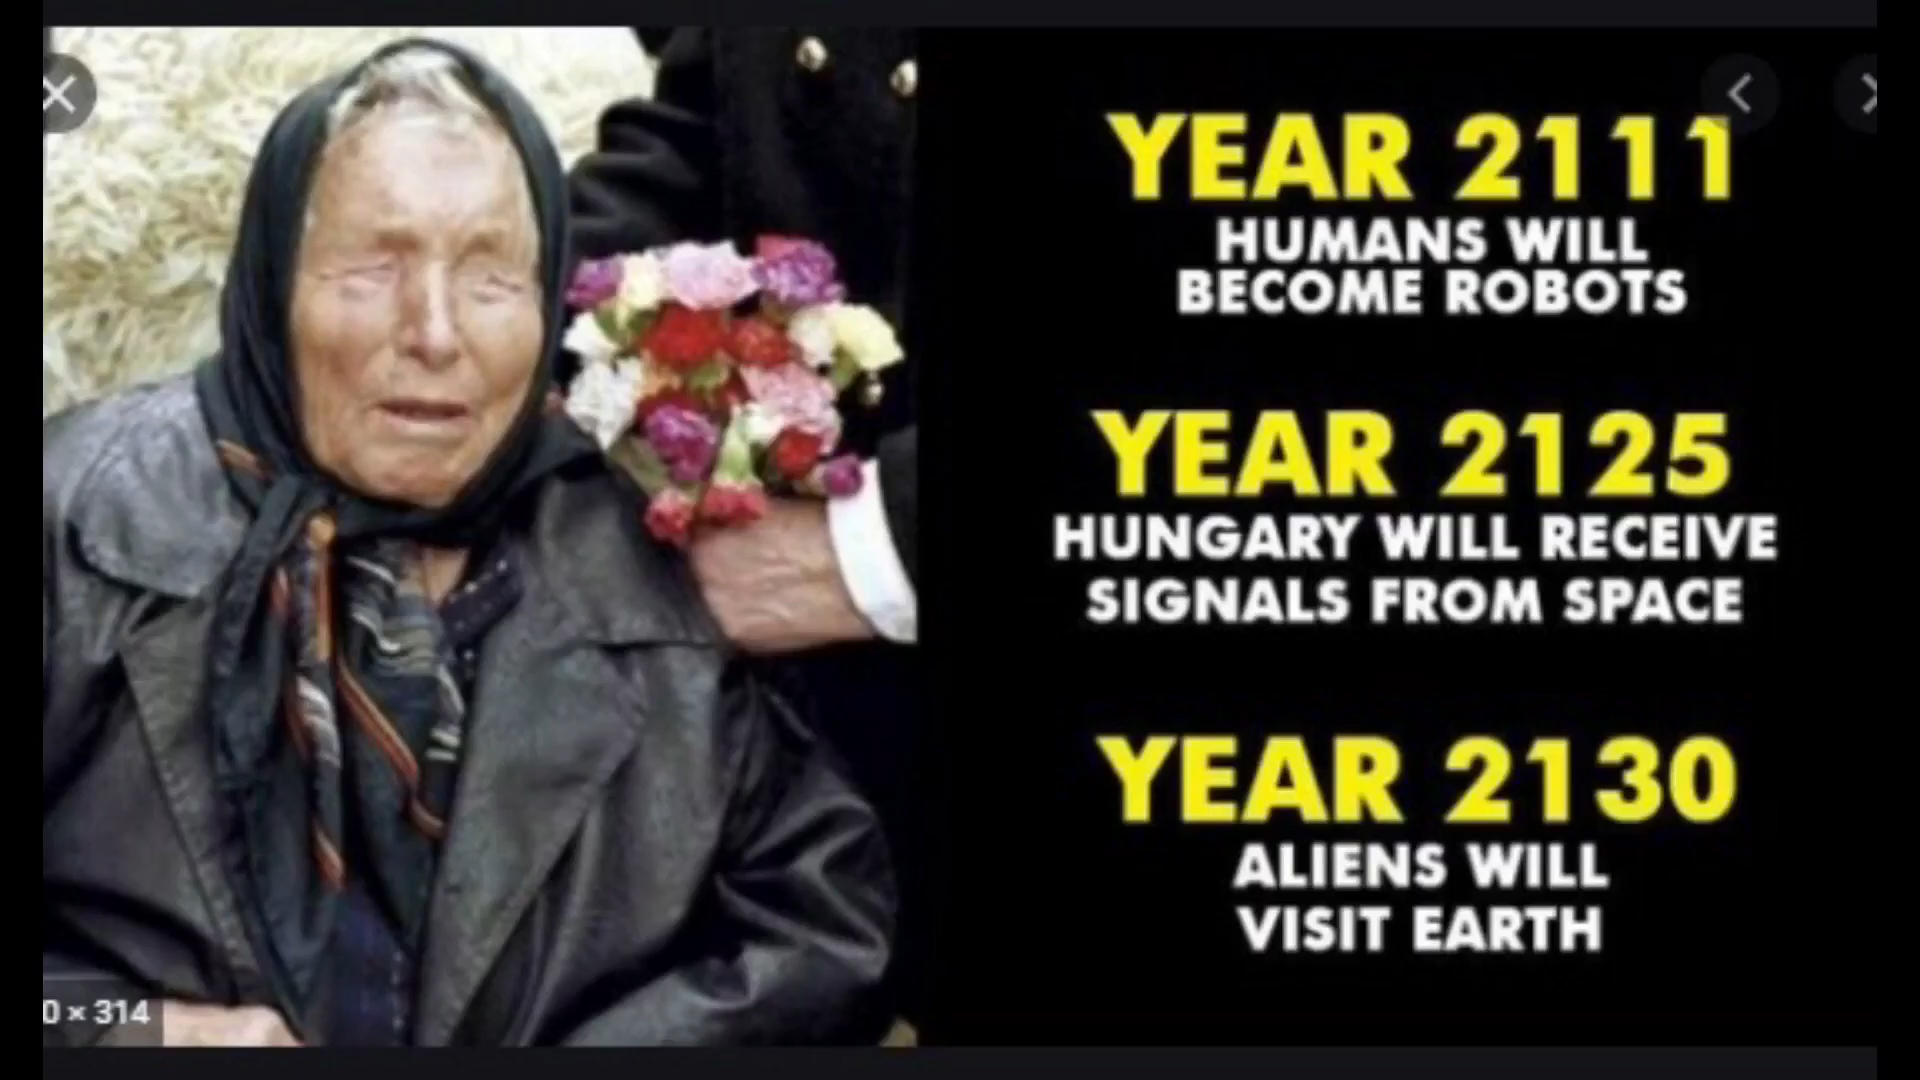 YEAR 2111
HUMANS WILL
BECOME ROBOTS
YEAR 2125
HUNGARY WILL RECEIVE
SIGNALS FROM SPACE
YEAR 2130
ALIENS WILL
VISIT EARTH
0 × 314